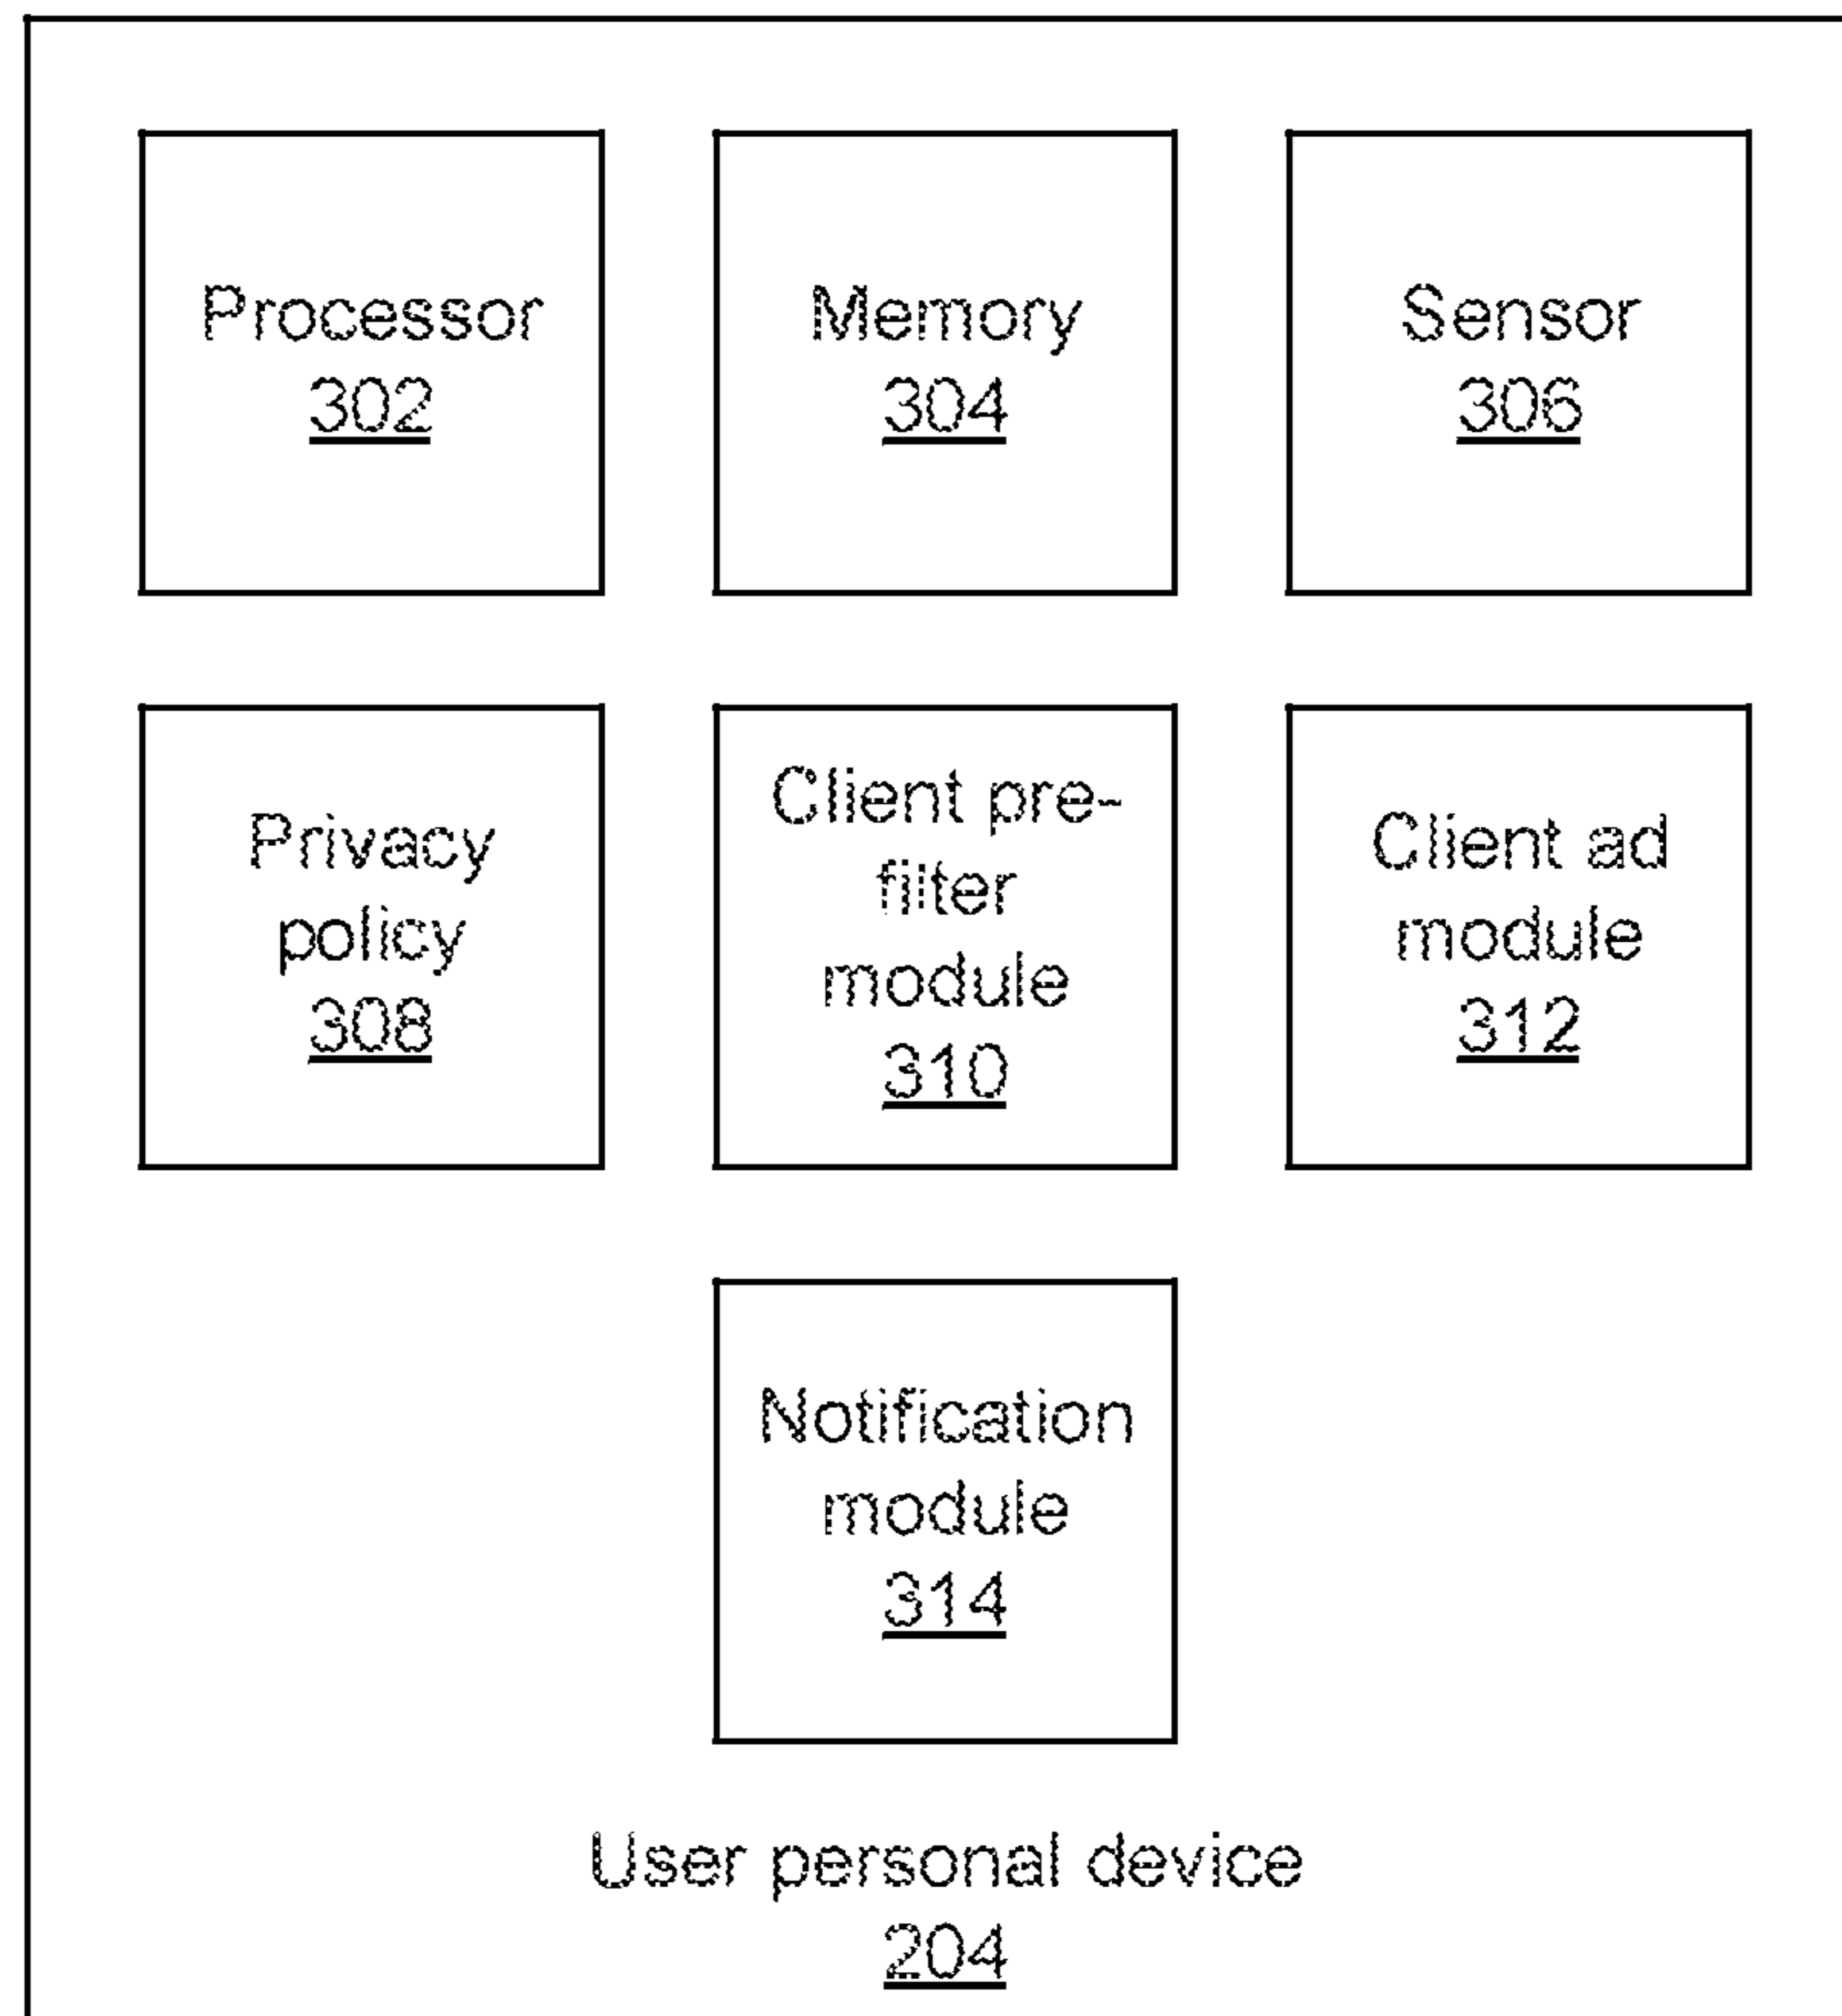 Processor
302
Memory
304
Sensor
306
Privacy
policy
308
Client pre-
filter
module
310
Client ad
module
312
Notification
module
314
User personal device
204